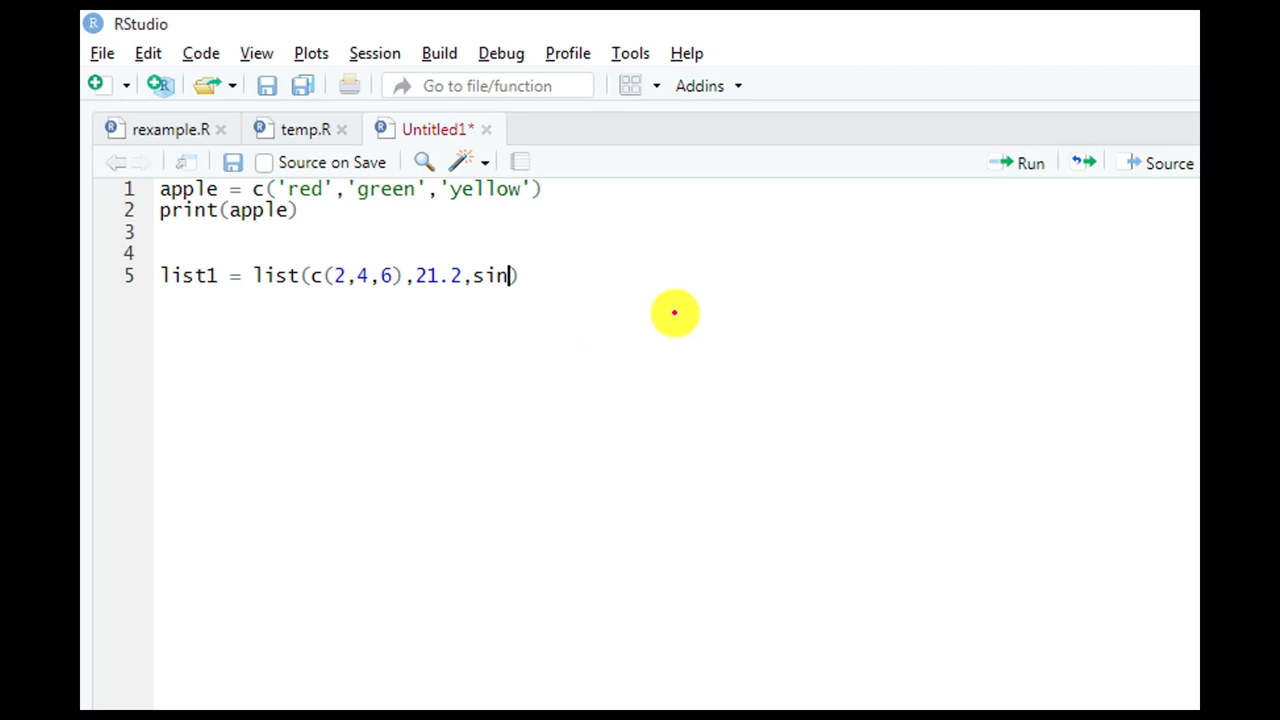 RStudio
File Edit Code View Plots Session Build Debug Profile Tools Help
Go to file/function Addins
rexample.R temp.R Untitled1*
Source on Save Run Source
1 apple = c('red','green','yellow')
2 print(apple)
3
4
5 list1 = list(c(2,4,6),21.2,sin)